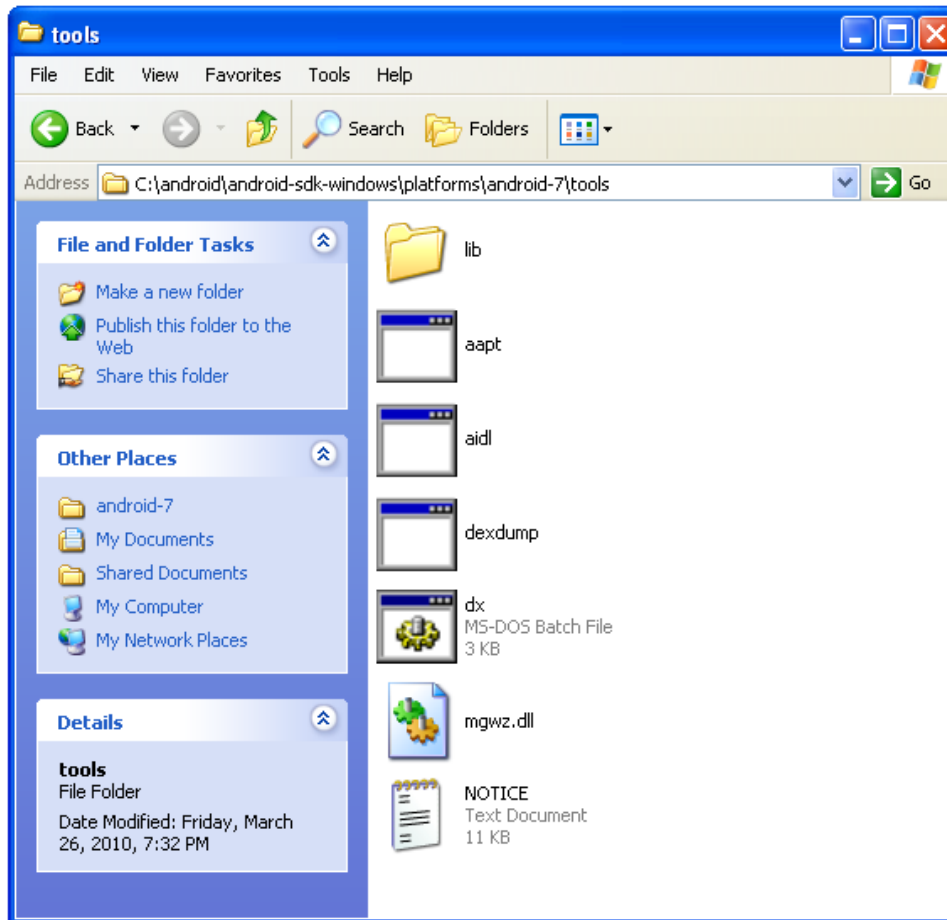 tools
File Edit View Favorites Tools Help
Back Search Folders
Address C:\android\android-sdk-windows\platforms\android-7\tools Go
File and Folder Tasks
Make a new folder
Publish this folder to the
Web
Share this folder
Other Places
android-7
My Documents
Shared Documents
My Computer
My Network Places
Details
tools
File Folder
Date Modified: Friday, March
26, 2010, 7:32 PM
lib
aapt
aidl
dexdump
dx
MS-DOS Batch File
3 KB
mgwz.dll
NOTICE
Text Document
11 KB